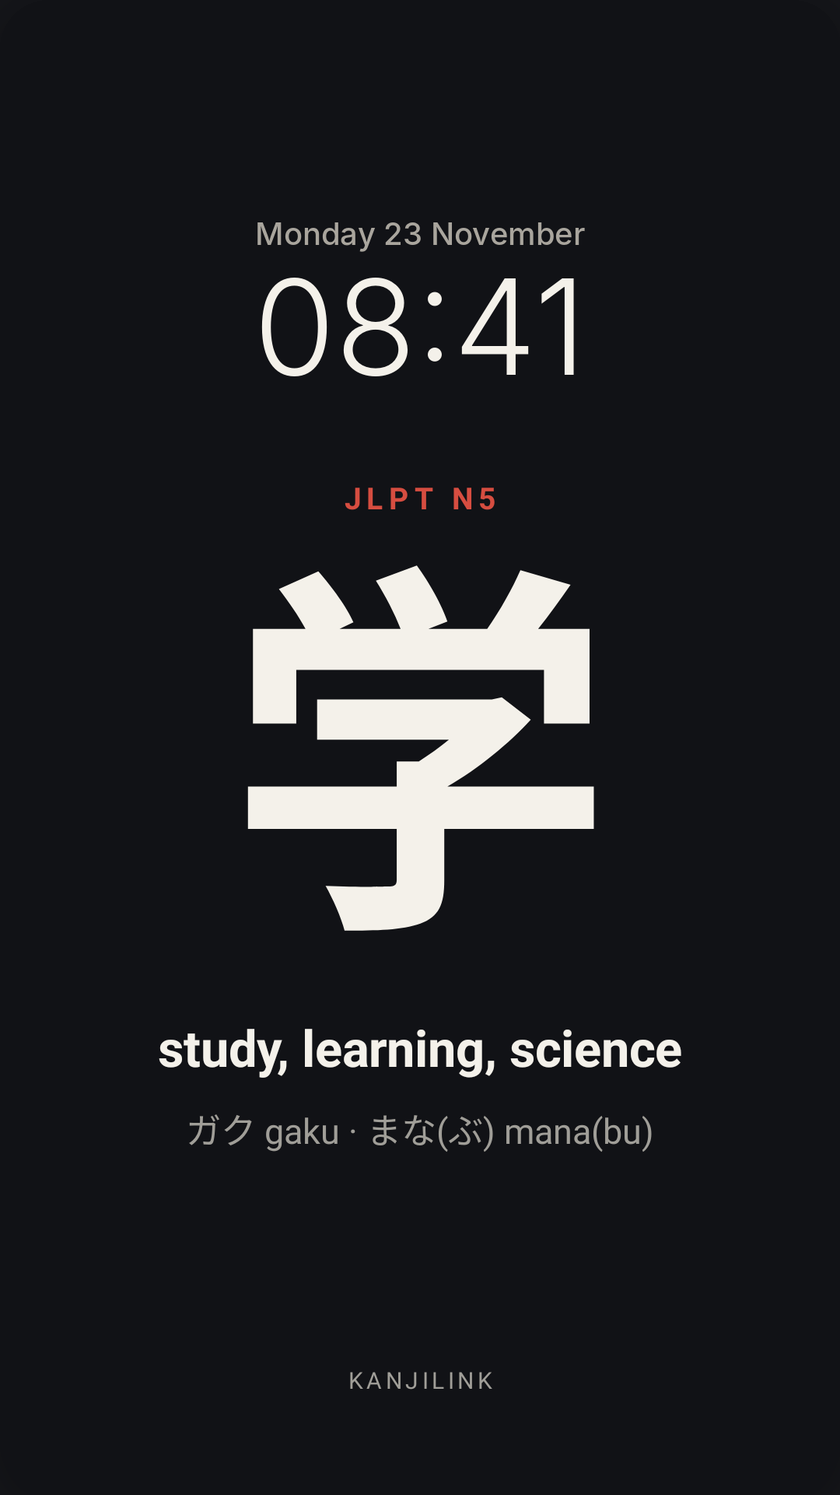 Monday 23 November
08:41
JLPT N5
学
study, learning, science
ガク gaku · まな(ぶ) mana(bu)
KANJILINK